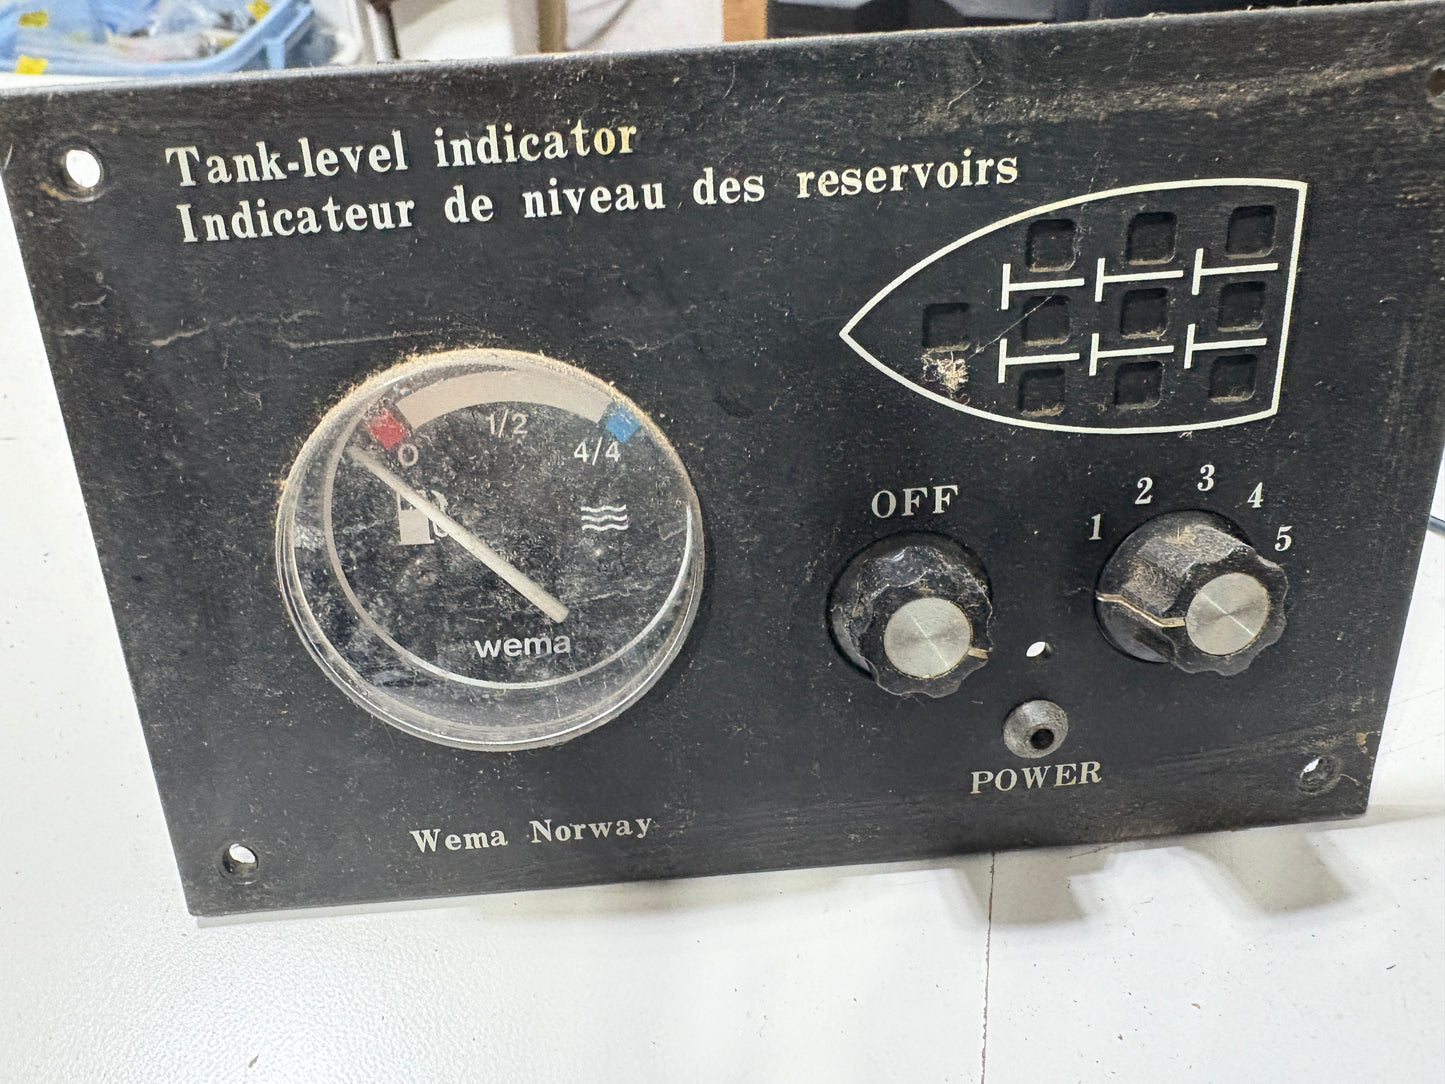 Tank-level indicator
Indicateur de niveau des reservoirs
0 1/2 4/4
wema
OFF
1 2 3 4 5
POWER
Wema Norway